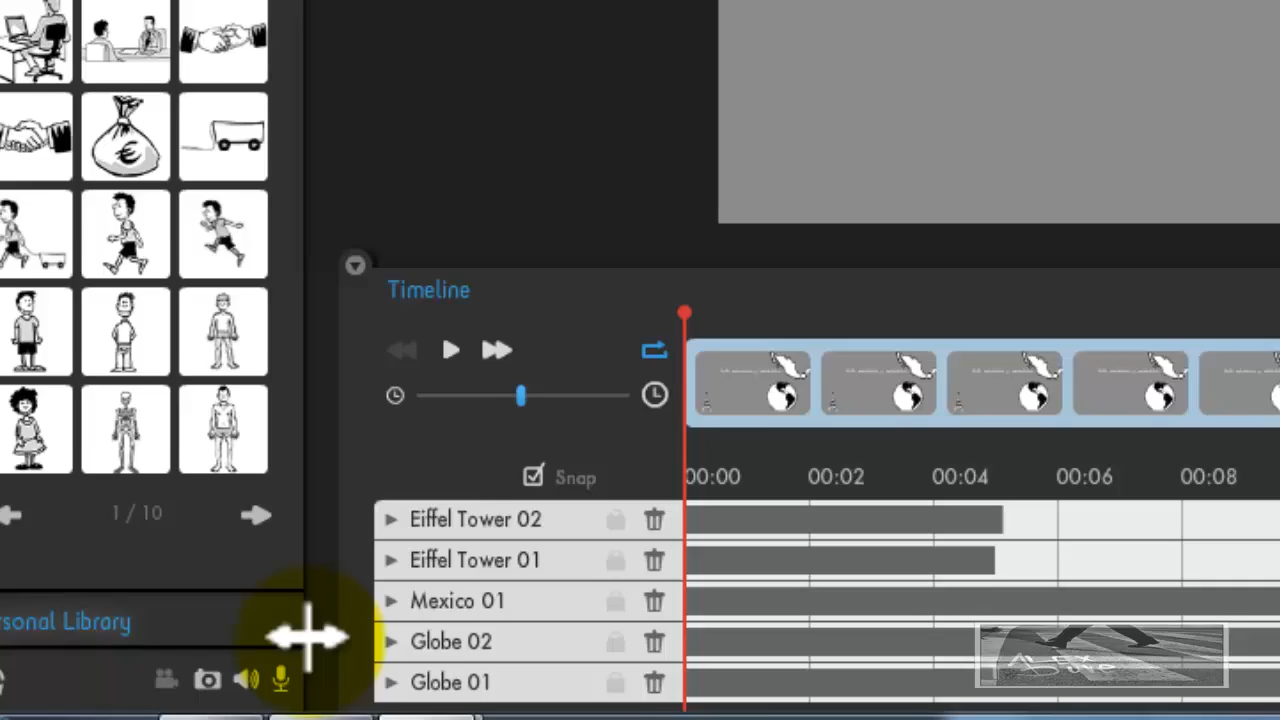 Timeline
Snap
00:00 00:02 00:04 00:06 00:08
1 / 10
Eiffel Tower 02
Eiffel Tower 01
Mexico 01
Globe 02
Globe 01
rsonal Library
€